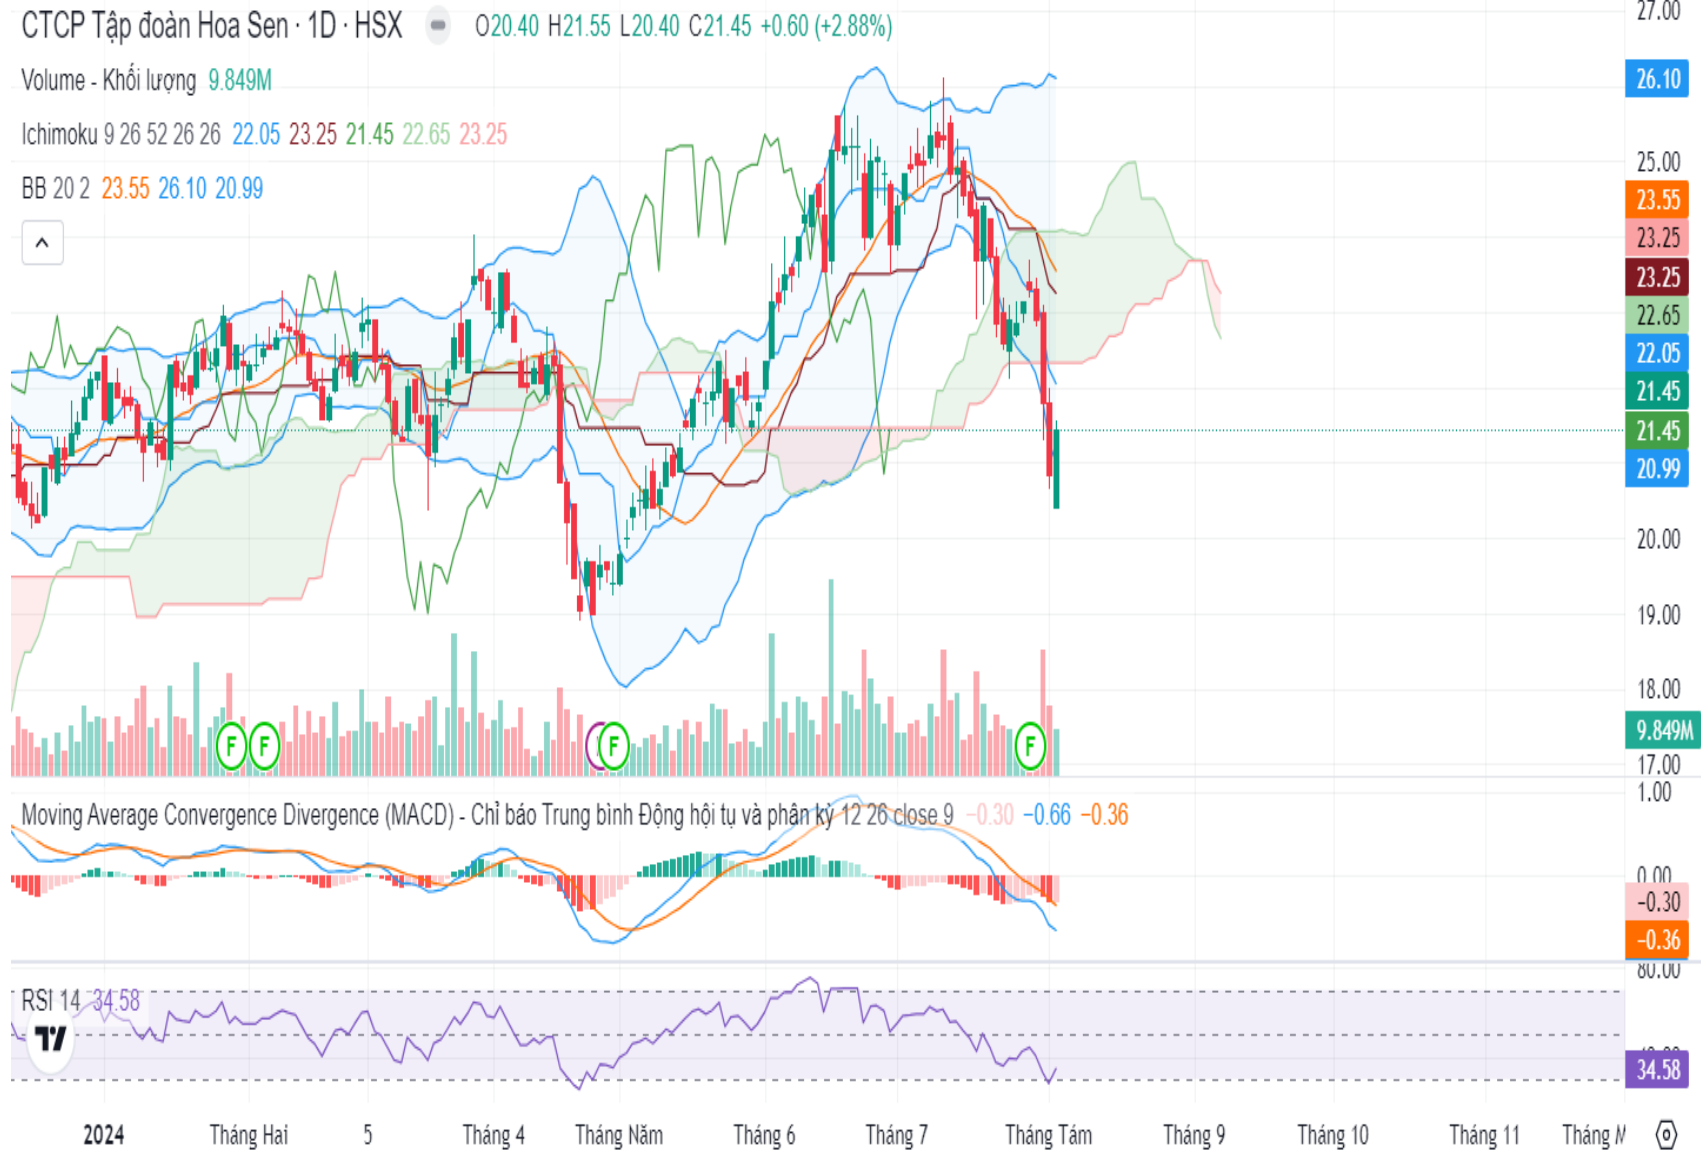 CTCP Tập đoàn Hoa Sen · 1D · HSX O20.40 H21.55 L20.40 C21.45 +0.60 (+2.88%)
Volume - Khối lượng 9.849M
Ichimoku 9 26 52 26 26 22.05 23.25 21.45 22.65 23.25
BB 20 2 23.55 26.10 20.99
27.00
26.10
25.00
23.55
23.25
23.25
22.65
22.05
21.45
21.45
20.99
20.00
19.00
18.00
9.849M
17.00
F F F F
Moving Average Convergence Divergence (MACD) - Chỉ báo Trung bình Động hội tụ và phân kỳ 12 26 close 9 −0.30 −0.66 −0.36
1.00
0.00
−0.30
−0.36
80.00
RSI 14 34.58
34.58
2024 Tháng Hai 5 Tháng 4 Tháng Năm Tháng 6 Tháng 7 Tháng Tám Tháng 9 Tháng 10 Tháng 11 Tháng